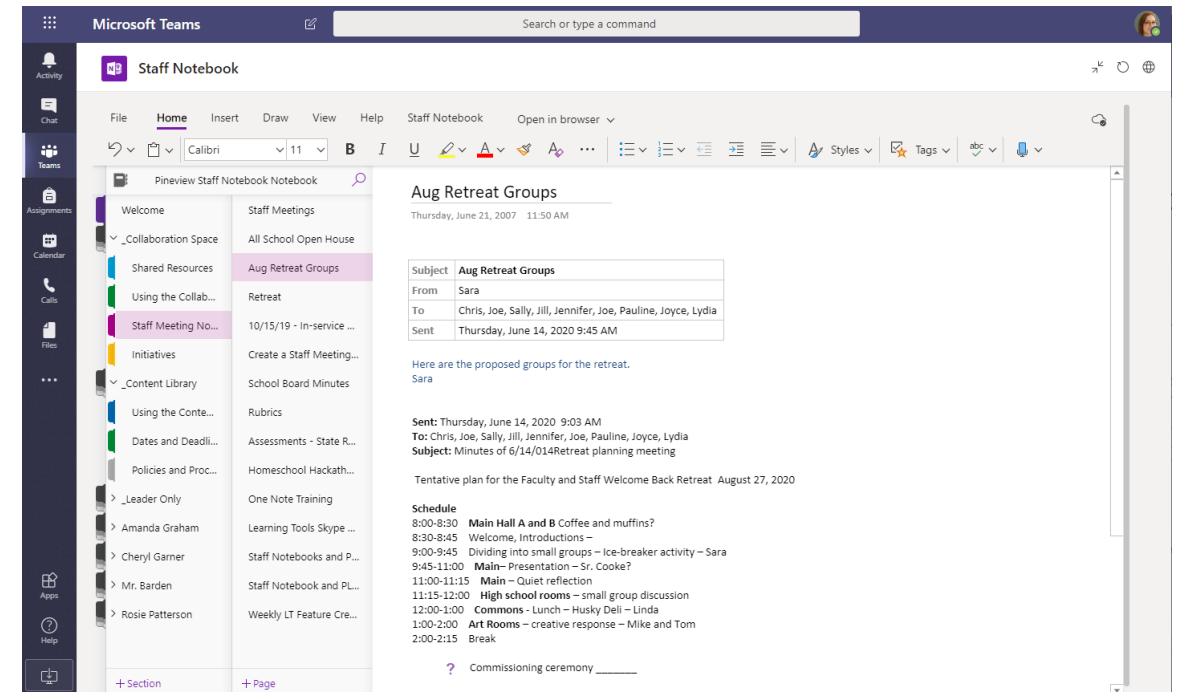 Microsoft Teams
Search or type a command
Activity
Chat
Teams
Assignments
Calendar
Calls
Files
Apps
Help
N
Staff Notebook
File Home Insert Draw View Help Staff Notebook Open in browser
Calibri 11 B I U A A Styles Tags abc
Pineview Staff Notebook Notebook
Welcome
_Collaboration Space
Shared Resources
Using the Collab...
Staff Meeting No...
Initiatives
_Content Library
Using the Conte...
Dates and Deadli...
Policies and Proc...
_Leader Only
Amanda Graham
Cheryl Garner
Mr. Barden
Rosie Patterson
+ Section
Staff Meetings
All School Open House
Aug Retreat Groups
Retreat
10/15/19 - In-service ...
Create a Staff Meeting...
School Board Minutes
Rubrics
Assessments - State R...
Homeschool Hackath...
One Note Training
Learning Tools Skype ...
Staff Notebooks and P...
Staff Notebook and PL...
Weekly LT Feature Cre...
+ Page
Aug Retreat Groups
Thursday, June 21, 2007 11:50 AM
Subject Aug Retreat Groups
From Sara
To Chris, Joe, Sally, Jill, Jennifer, Joe, Pauline, Joyce, Lydia
Sent Thursday, June 14, 2020 9:45 AM
Here are the proposed groups for the retreat.
Sara
Sent: Thursday, June 14, 2020 9:03 AM
To: Chris, Joe, Sally, Jill, Jennifer, Joe, Pauline, Joyce, Lydia
Subject: Minutes of 6/14/014Retreat planning meeting
Tentative plan for the Faculty and Staff Welcome Back Retreat August 27, 2020
Schedule
8:00-8:30 Main Hall A and B Coffee and muffins?
8:30-8:45 Welcome, Introductions –
9:00-9:45 Dividing into small groups – Ice-breaker activity – Sara
9:45-11:00 Main– Presentation – Sr. Cooke?
11:00-11:15 Main – Quiet reflection
11:15-12:00 High school rooms – small group discussion
12:00-1:00 Commons - Lunch – Husky Deli – Linda
1:00-2:00 Art Rooms – creative response – Mike and Tom
2:00-2:15 Break
? Commissioning ceremony _______